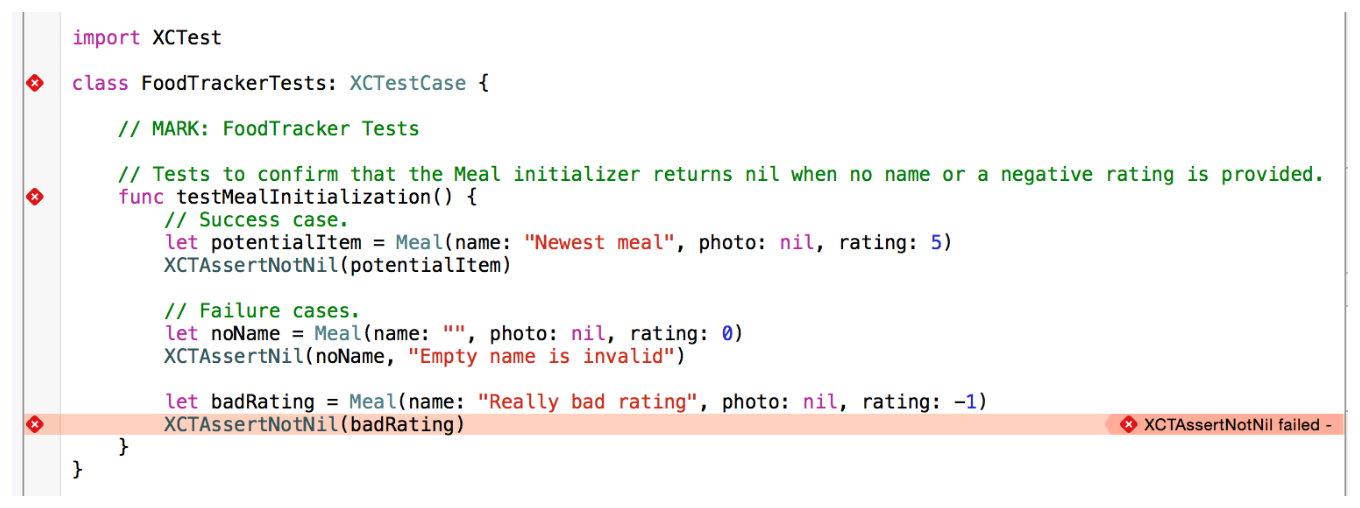 import XCTest
class FoodTrackerTests: XCTestCase {
// MARK: FoodTracker Tests
// Tests to confirm that the Meal initializer returns nil when no name or a negative rating is provided.
func testMealInitialization() {
// Success case.
let potentialItem = Meal(name: "Newest meal", photo: nil, rating: 5)
XCTAssertNotNil(potentialItem)
// Failure cases.
let noName = Meal(name: "", photo: nil, rating: 0)
XCTAssertNil(noName, "Empty name is invalid")
let badRating = Meal(name: "Really bad rating", photo: nil, rating: -1)
XCTAssertNotNil(badRating) XCTAssertNotNil failed -
}
}